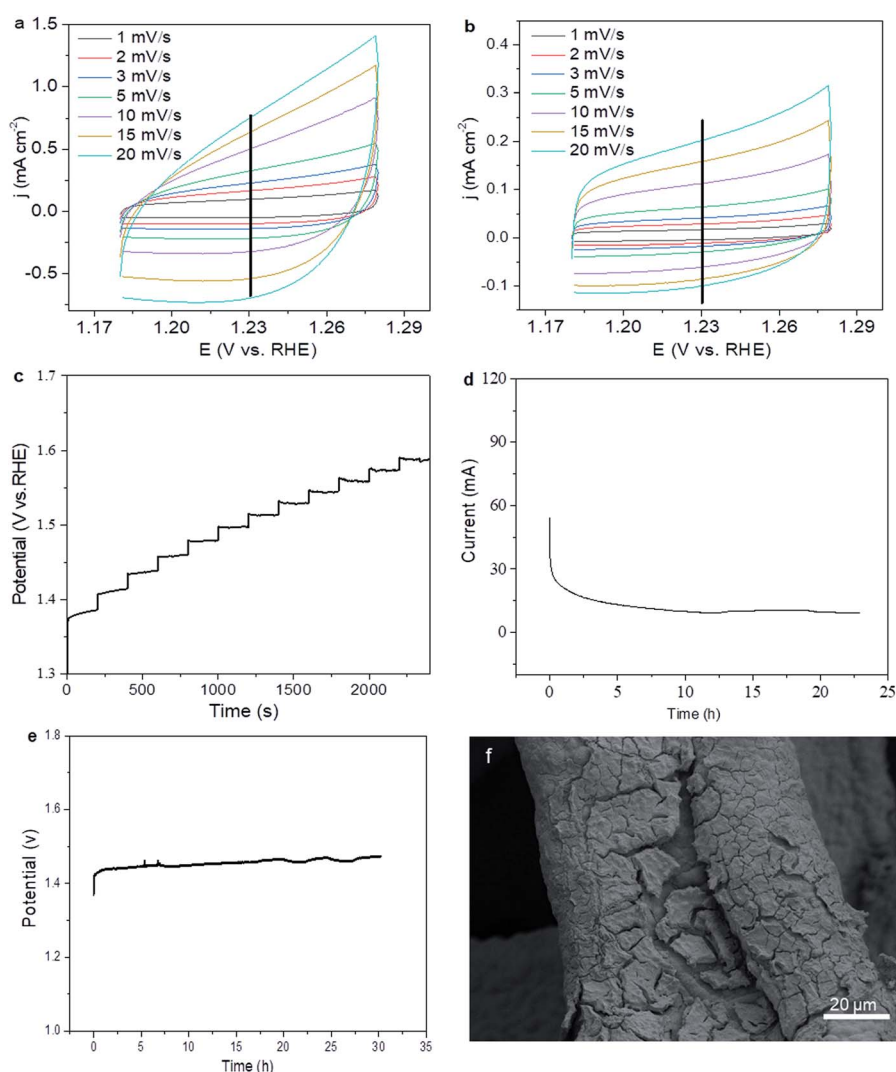 a
1 mV/s
2 mV/s
3 mV/s
5 mV/s
10 mV/s
15 mV/s
20 mV/s
1.5
1.0
0.5
0.0
-0.5
j (mA cm⁻²)
1.17
1.20
1.23
1.26
1.29
E (V vs. RHE)
b
1 mV/s
2 mV/s
3 mV/s
5 mV/s
10 mV/s
15 mV/s
20 mV/s
0.4
0.3
0.2
0.1
0.0
-0.1
j (mA cm⁻²)
1.17
1.20
1.23
1.26
1.29
E (V vs. RHE)
c
1.7
1.6
1.5
1.4
1.3
Potential (V vs.RHE)
0
500
1000
1500
2000
Time (s)
d
120
90
60
30
0
Current (mA)
0
5
10
15
20
25
Time (h)
e
1.8
1.6
1.4
1.2
1.0
Potential (v)
0
5
10
15
20
25
30
35
Time (h)
f
20 µm